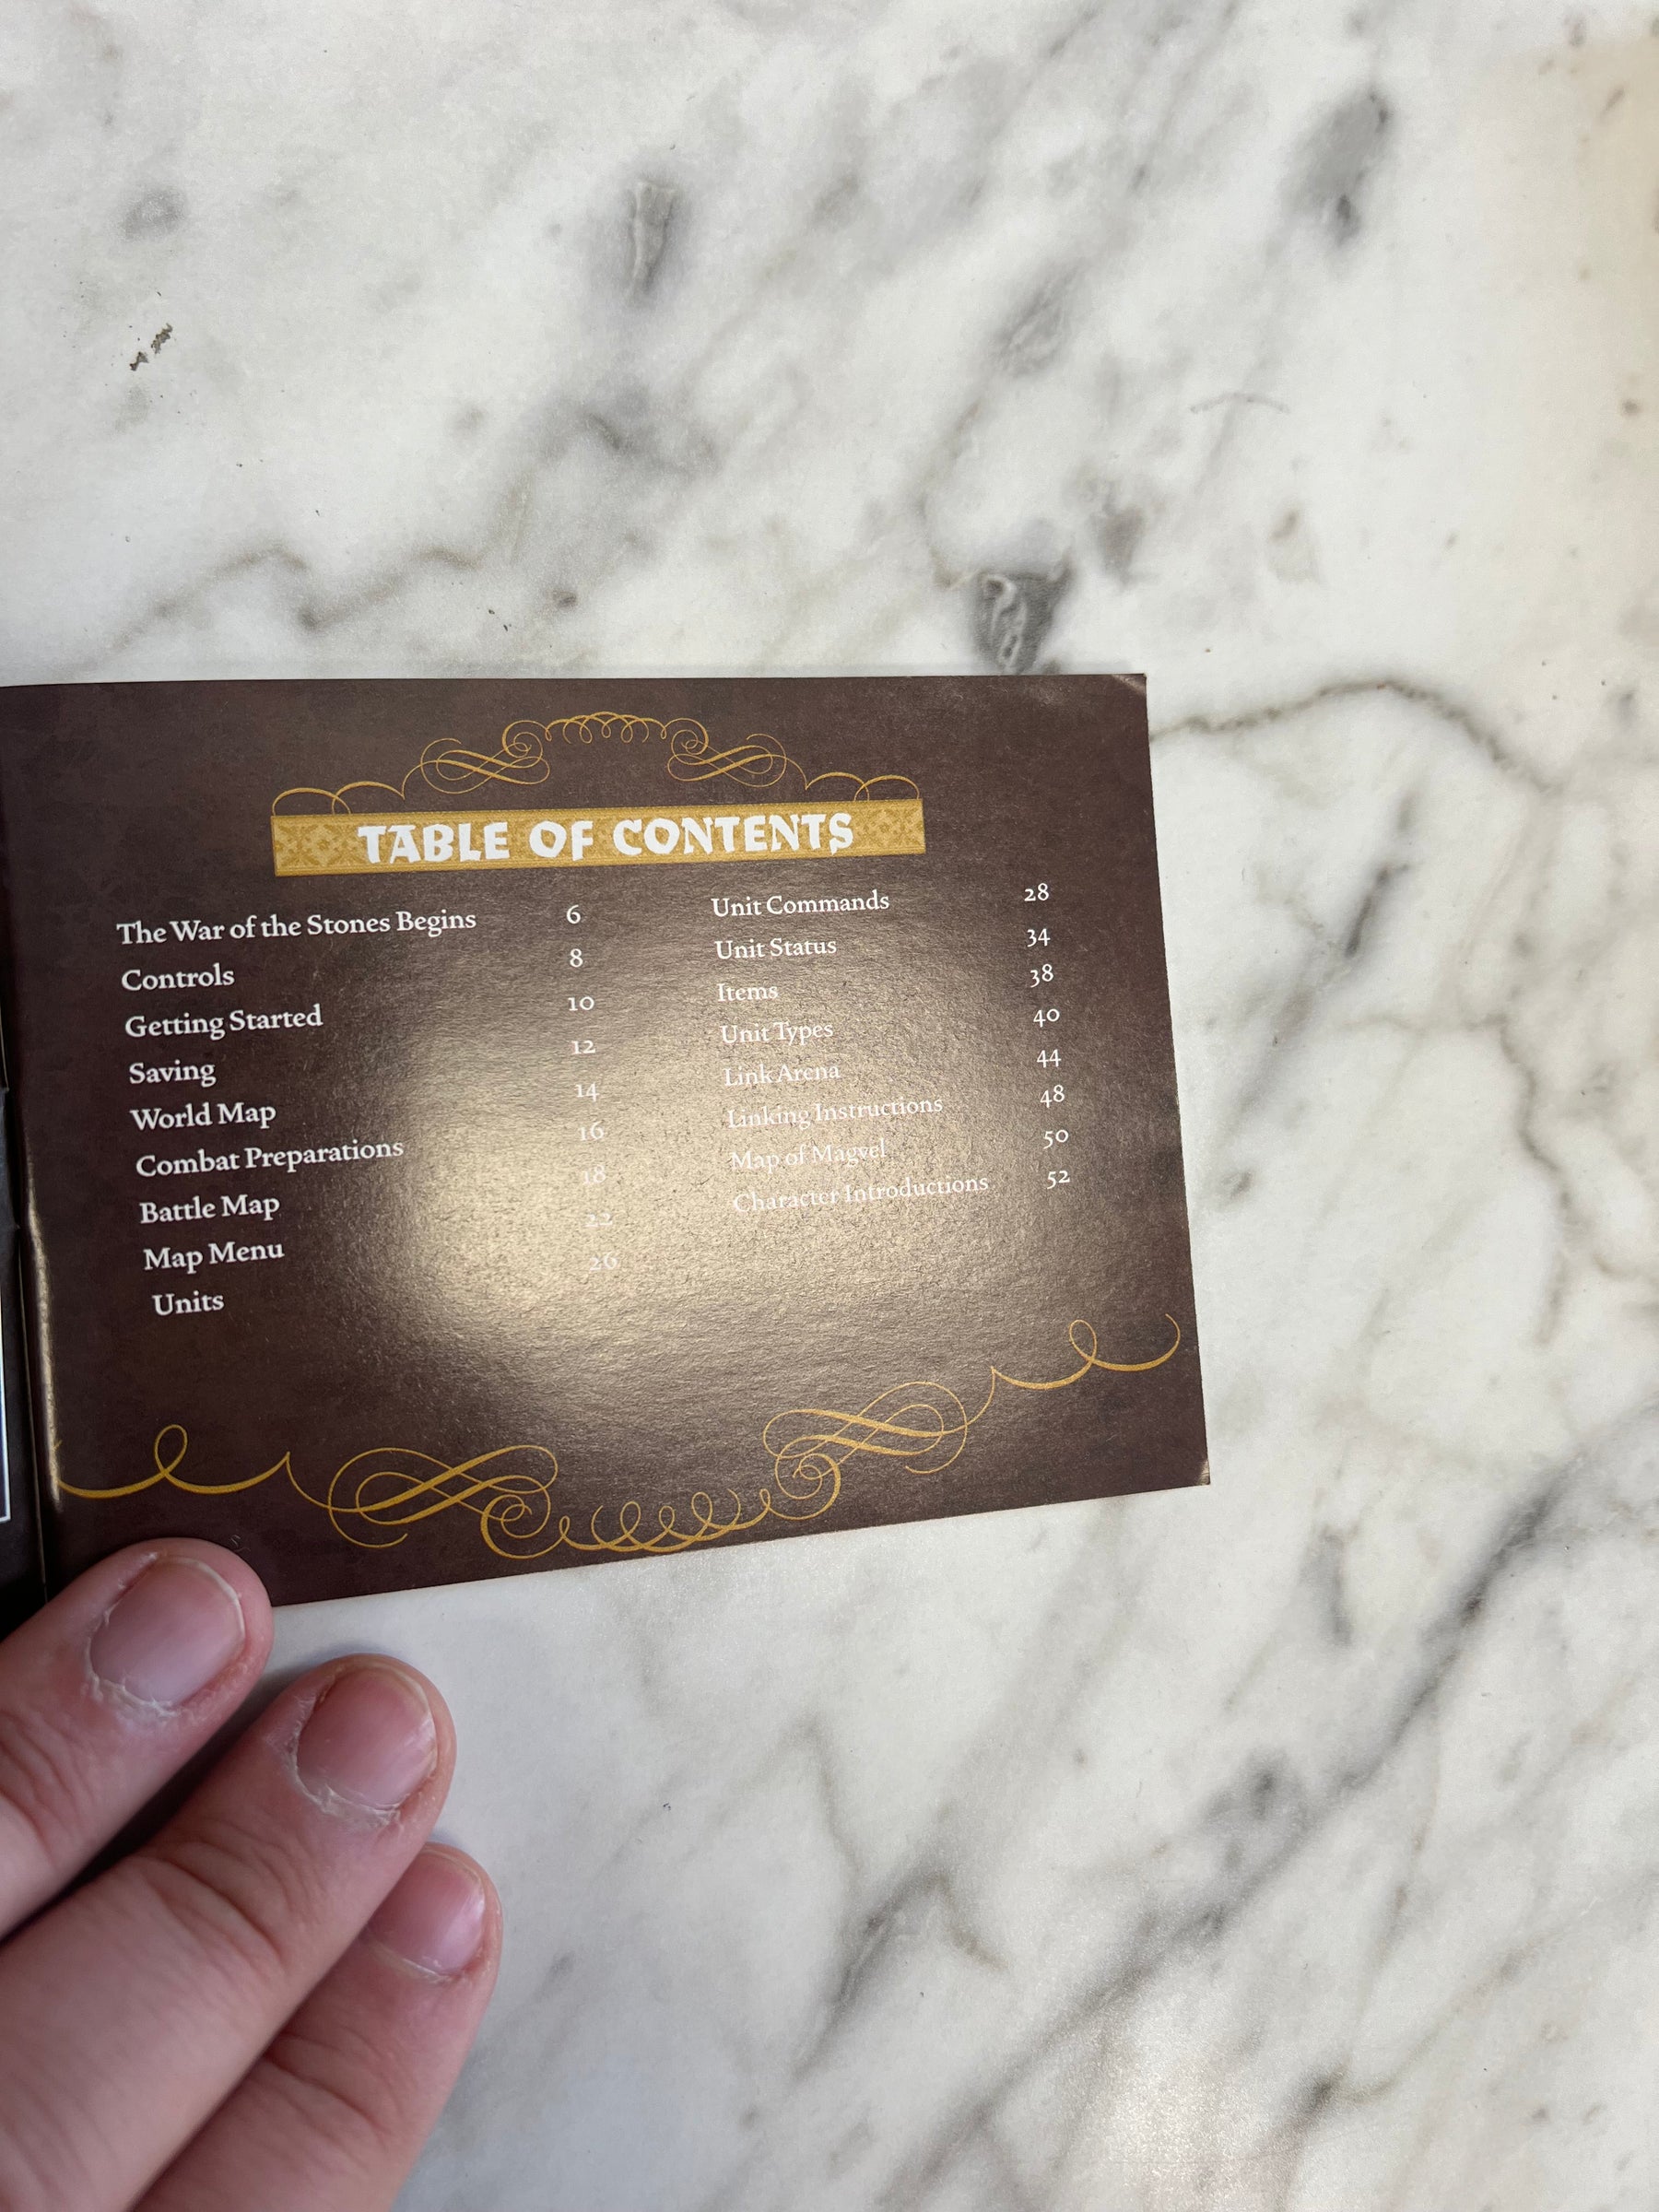 TABLE OF CONTENTS
The War of the Stones Begins 6
Controls 8
Getting Started 10
Saving 12
World Map 14
Combat Preparations 16
Battle Map 18
Map Menu 22
Units 26
Unit Commands 28
Unit Status 34
Items 38
Unit Types 40
Link Arena 44
Linking Instructions 48
Map of Magvel 50
Character Introductions 52